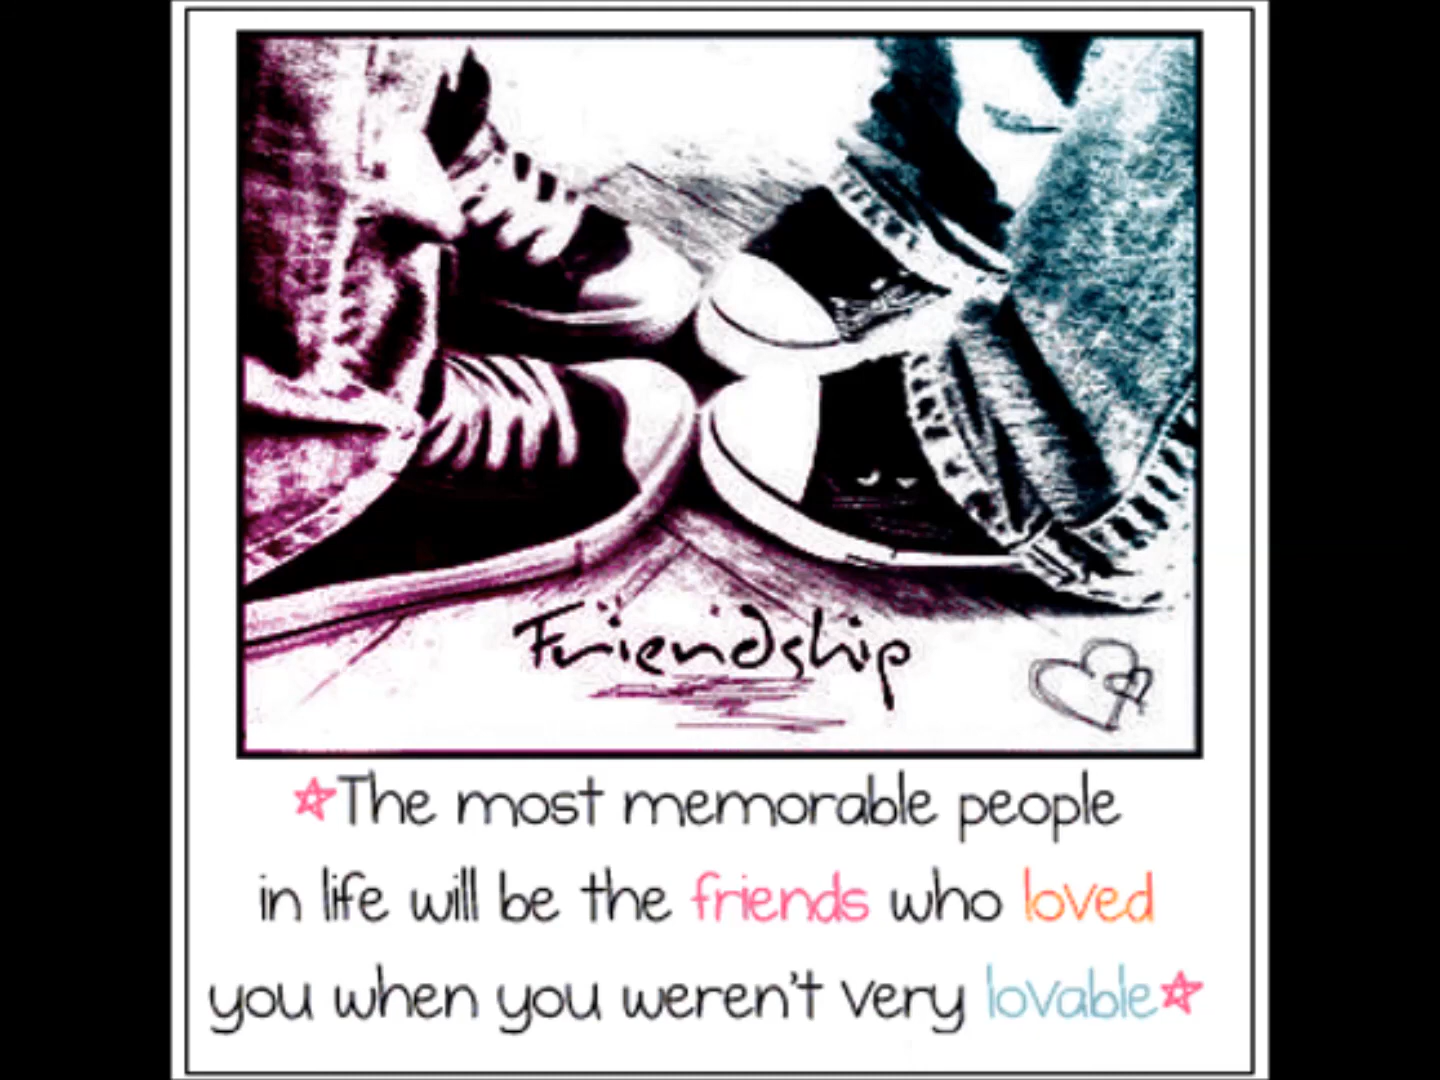 Friendship
The most memorable people
in life will be the friends who loved
you when you weren't very lovable